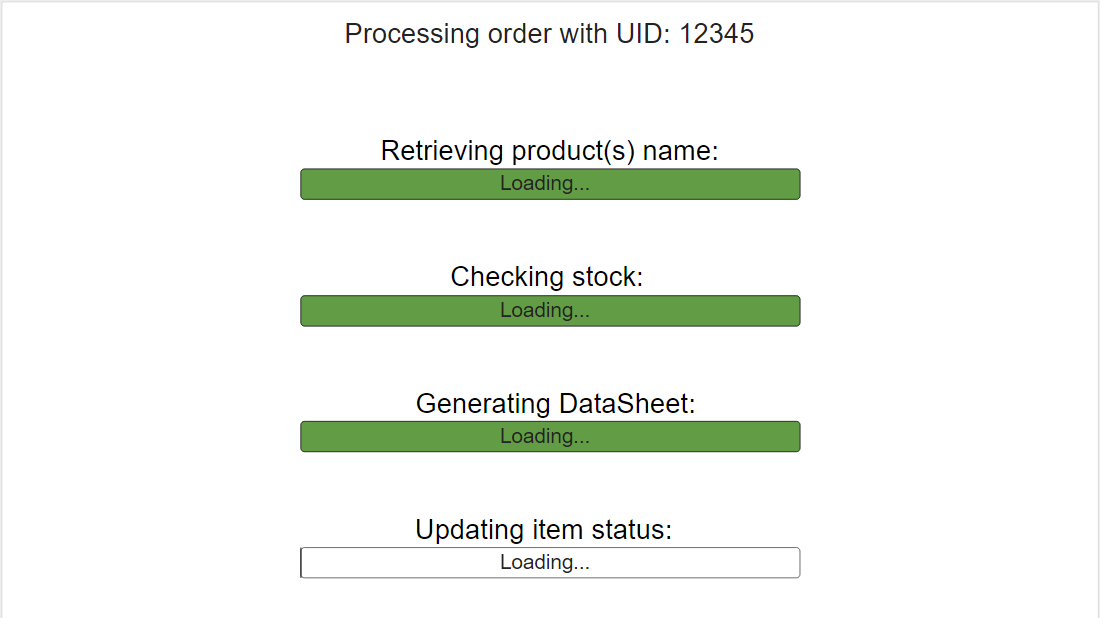 Processing order with UID: 12345
Retrieving product(s) name:
Loading...
Checking stock:
Loading...
Generating DataSheet:
Loading...
Updating item status:
Loading...